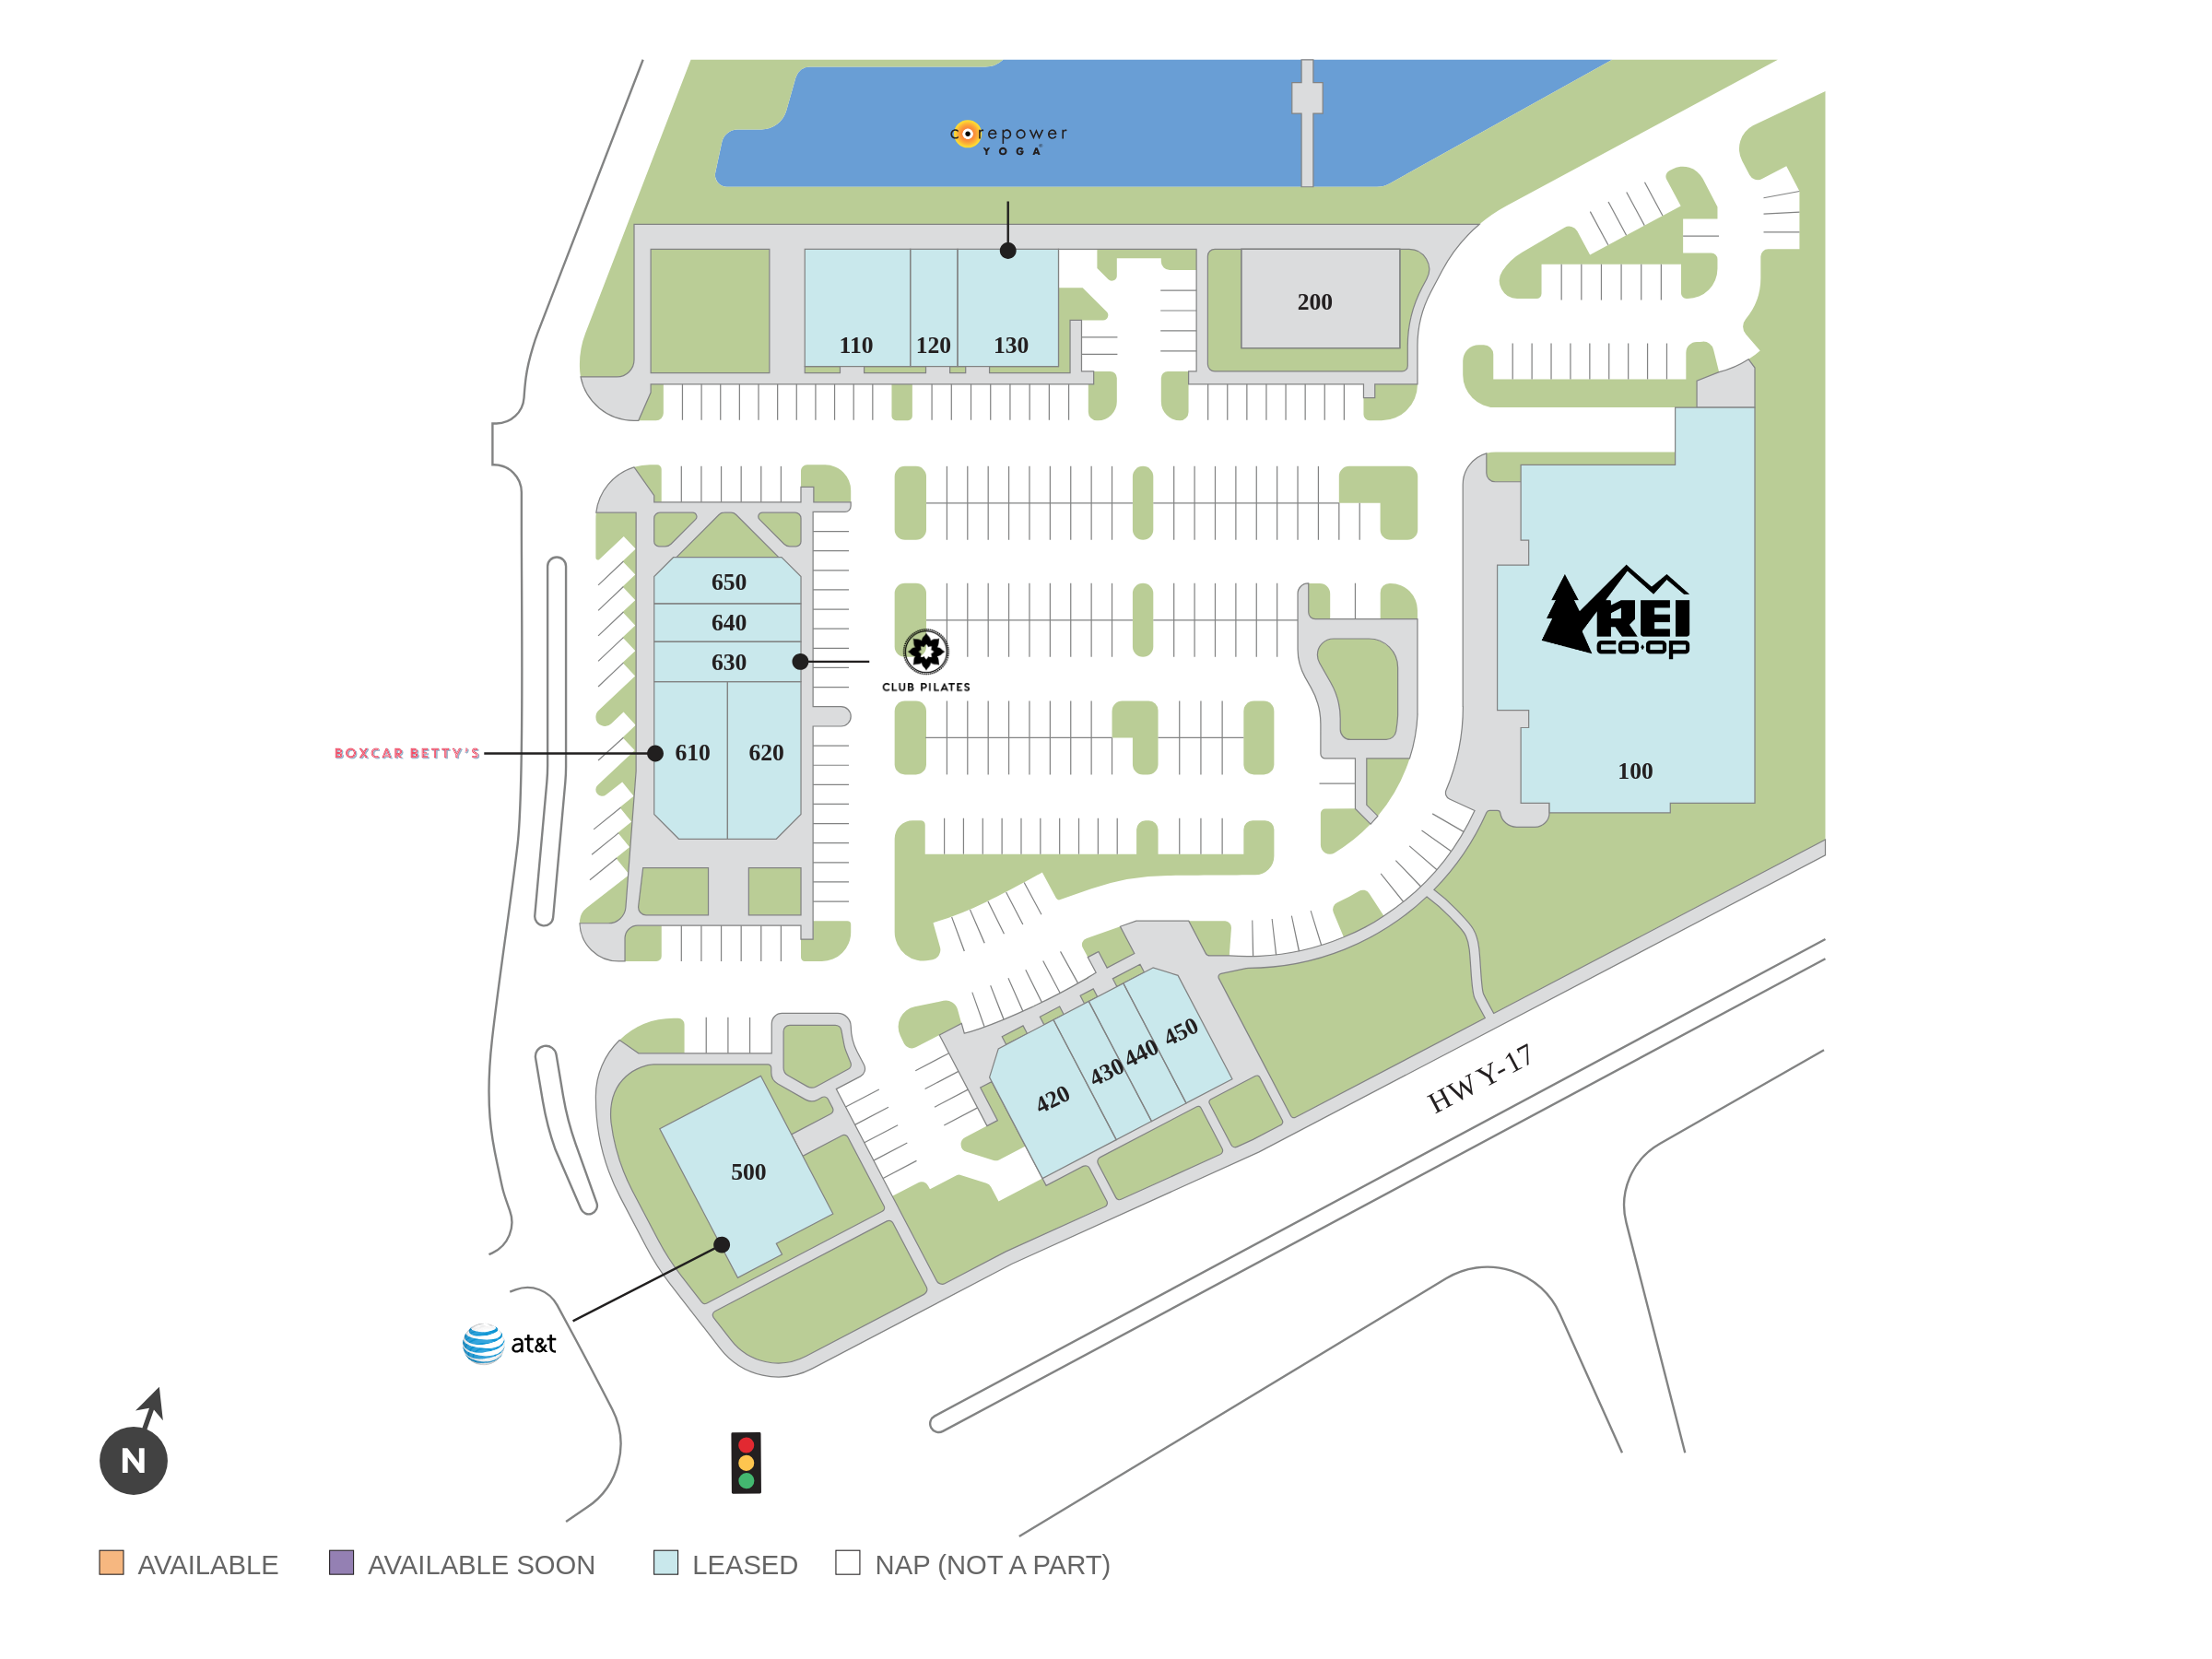 corepower
YOGA
200
110 120 130
650
640
630
CLUB PILATES
REI
CO·OP
BOXCAR BETTY'S
610 620
100
450
440
430
420
HWY-17
500
at&t
N
AVAILABLE AVAILABLE SOON LEASED NAP (NOT A PART)